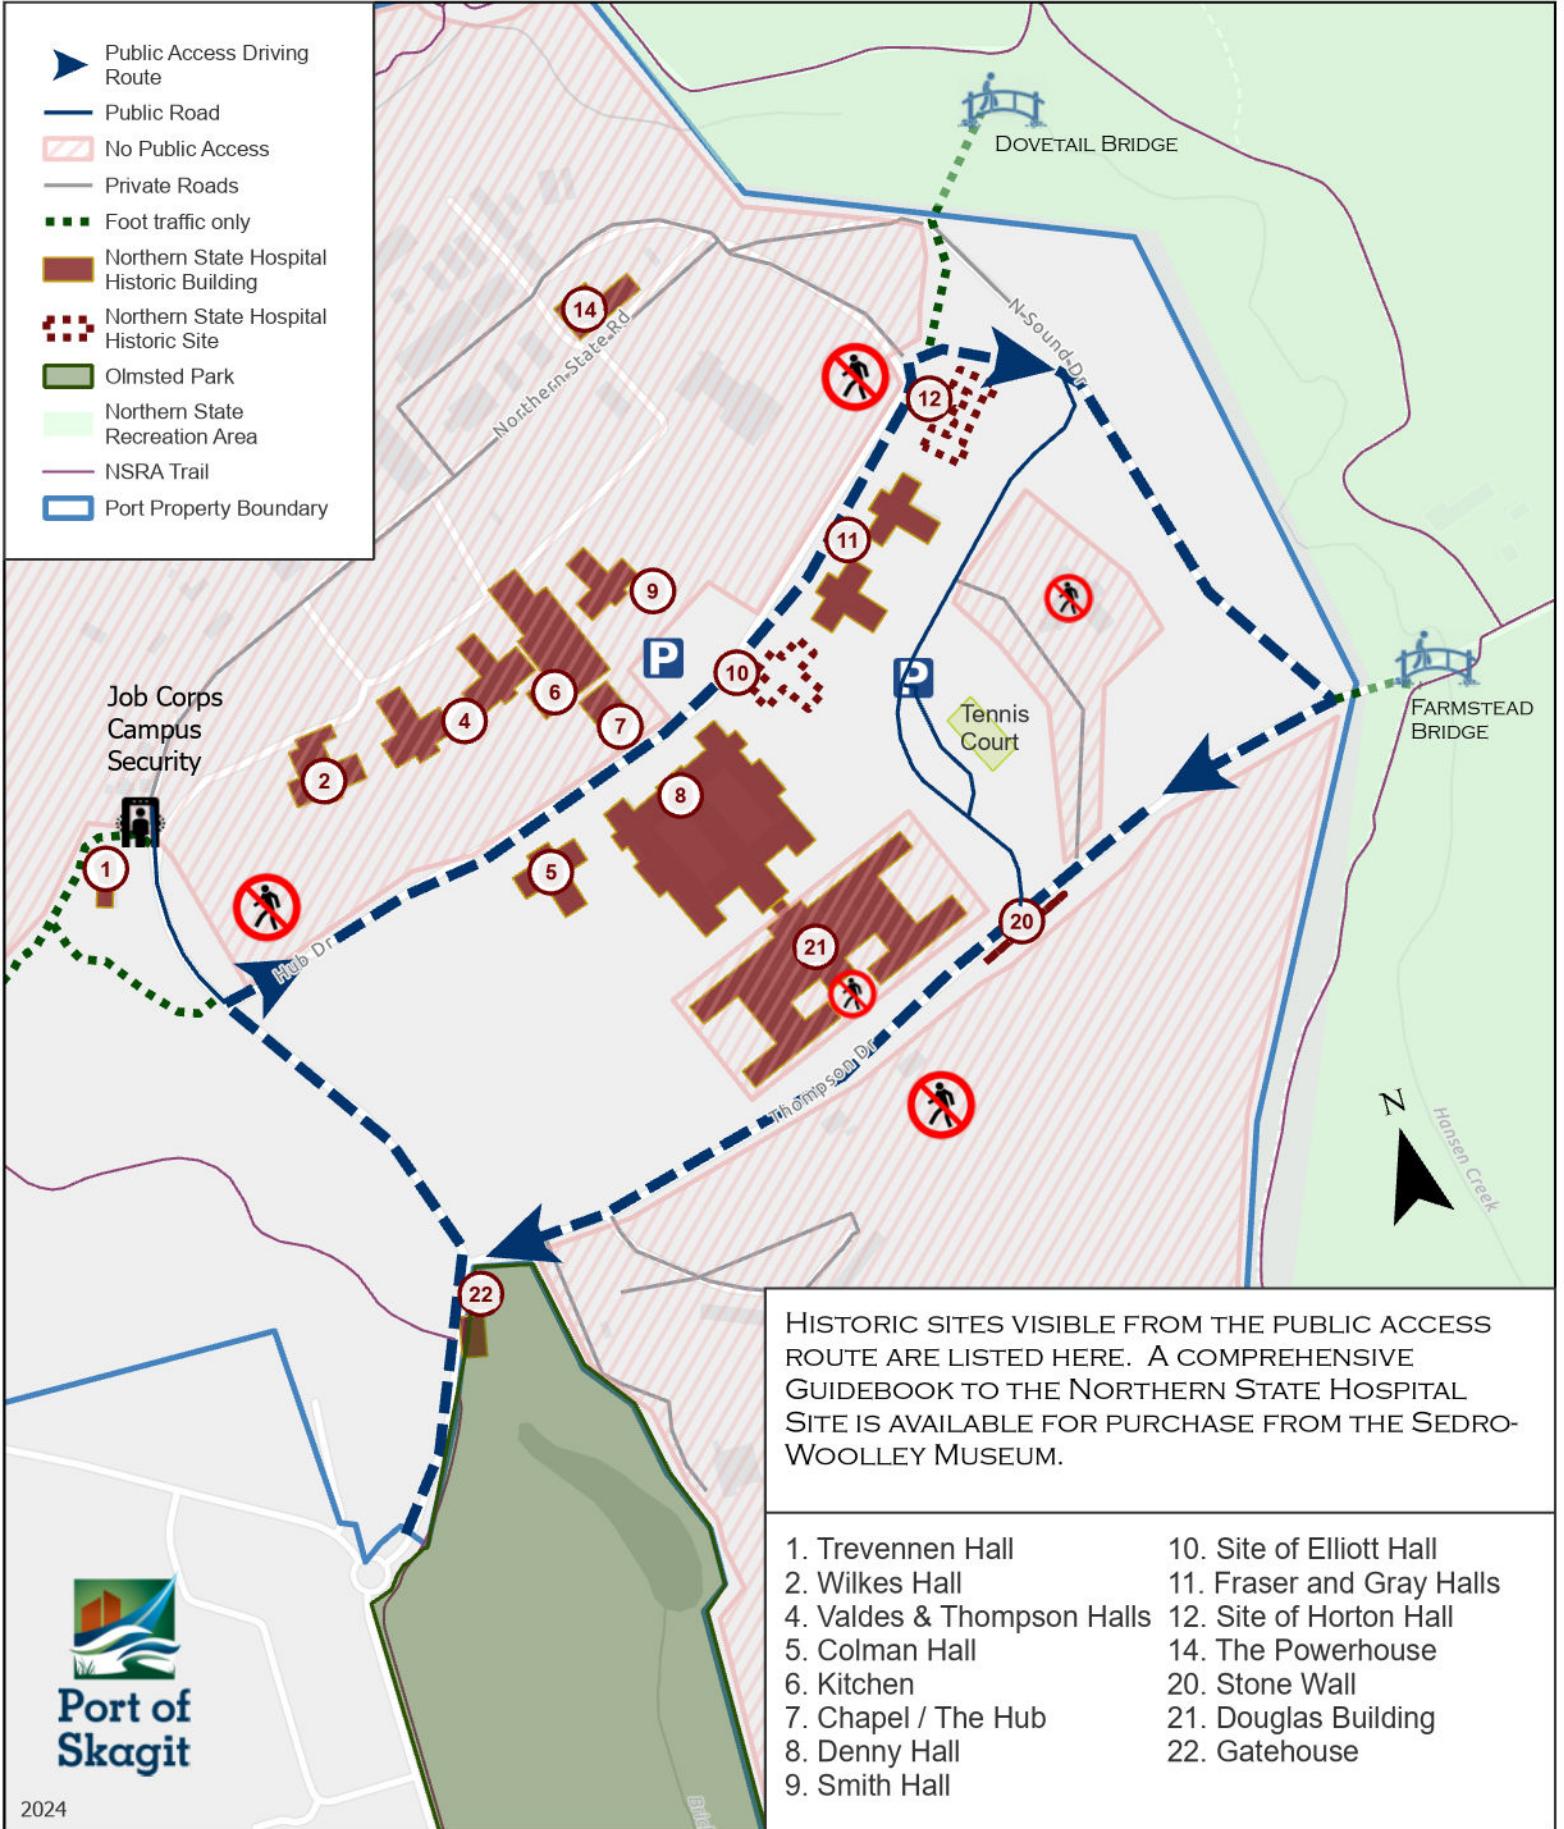 Public Access Driving
Route
Public Road
No Public Access
Private Roads
Foot traffic only
Northern State Hospital
Historic Building
Northern State Hospital
Historic Site
Olmsted Park
Northern State
Recreation Area
NSRA Trail
Port Property Boundary
DOVETAIL BRIDGE
N Sound Dr
14
Northern State Rd
12
11
9
P
10
6
P
4
7
Tennis
Court
FARMSTEAD
BRIDGE
Job Corps
Campus
Security
2
8
1
5
20
21
Hub Dr
Thompson Dr
N
Hansen Creek
22
HISTORIC SITES VISIBLE FROM THE PUBLIC ACCESS
ROUTE ARE LISTED HERE. A COMPREHENSIVE
GUIDEBOOK TO THE NORTHERN STATE HOSPITAL
SITE IS AVAILABLE FOR PURCHASE FROM THE SEDRO-
WOOLLEY MUSEUM.
1. Trevennen Hall
2. Wilkes Hall
4. Valdes & Thompson Halls
5. Colman Hall
6. Kitchen
7. Chapel / The Hub
8. Denny Hall
9. Smith Hall
10. Site of Elliott Hall
11. Fraser and Gray Halls
12. Site of Horton Hall
14. The Powerhouse
20. Stone Wall
21. Douglas Building
22. Gatehouse
Port of
Skagit
2024